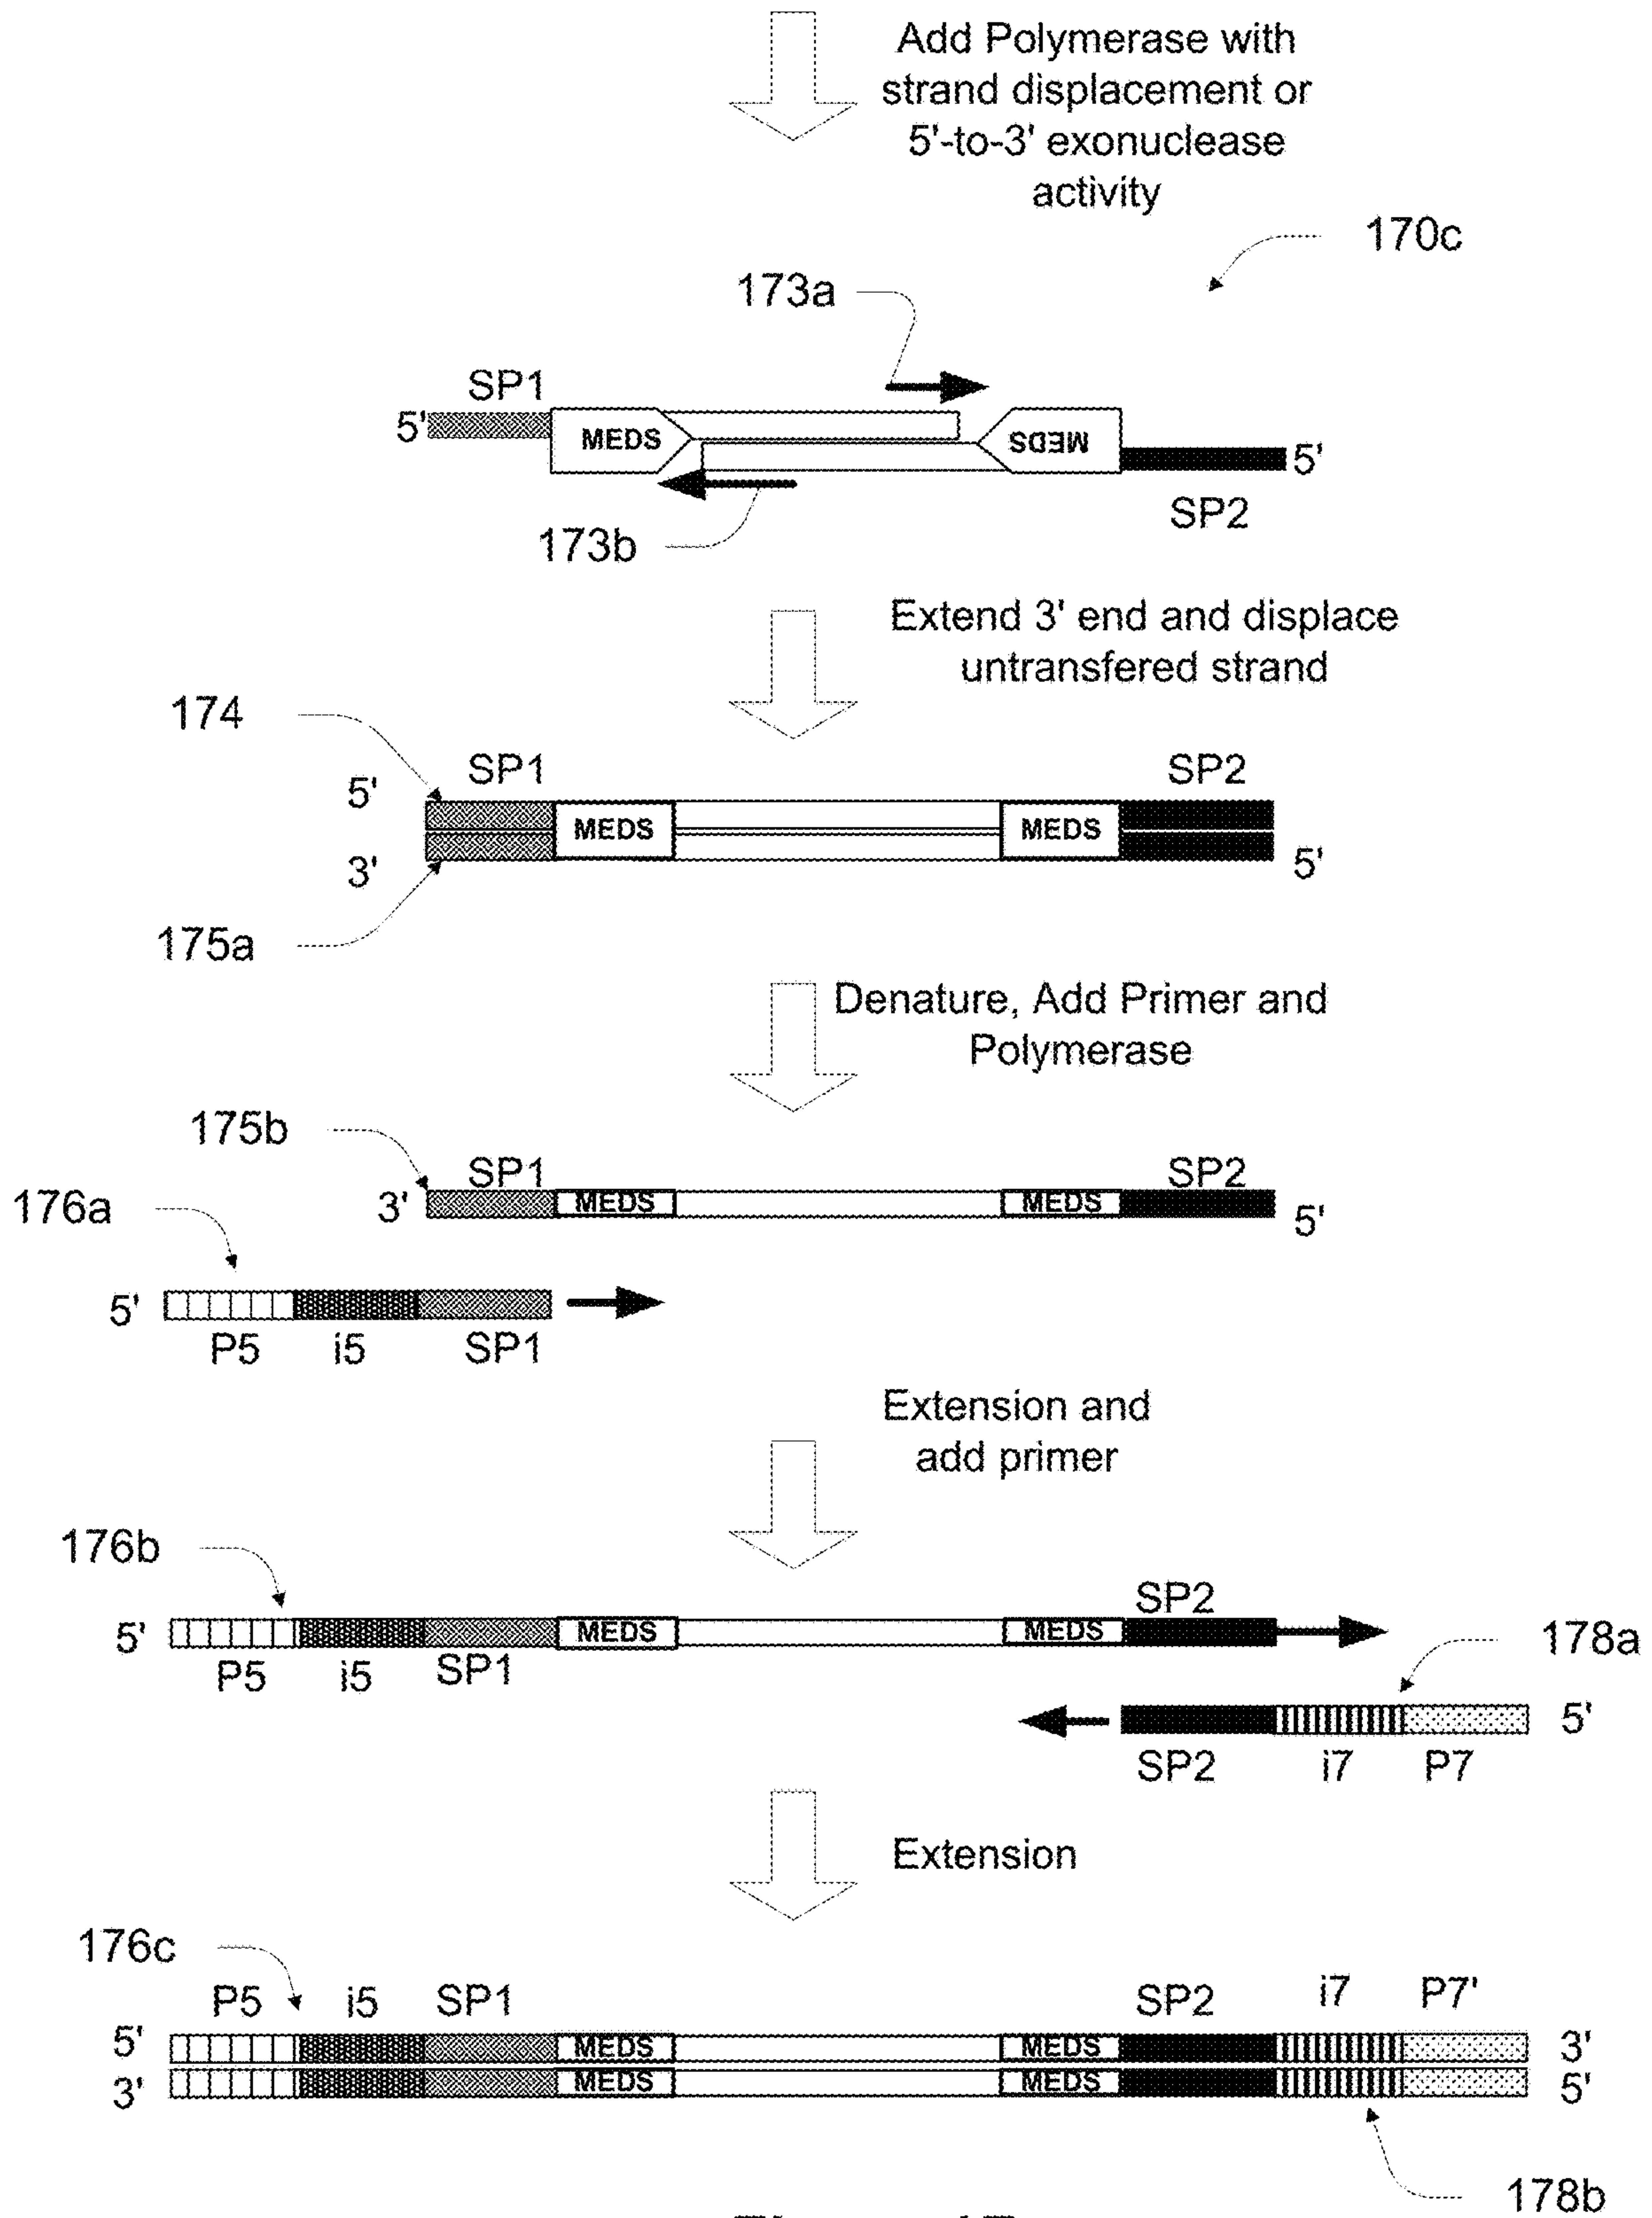 Add Polymerase with
strand displacement or
5'-to-3' exonuclease
activity
170c
173a
SP1
5'
MEDS
MEDS
5'
SP2
173b
Extend 3' end and displace
untransfered strand
174
SP1
SP2
5'
MEDS
MEDS
3'
5'
175a
Denature, Add Primer and
Polymerase
175b
SP1
SP2
3'
MEDS
MEDS
5'
176a
5'
P5
i5
SP1
Extension and
add primer
176b
SP2
5'
MEDS
MEDS
P5
i5
SP1
178a
5'
SP2
i7
P7
Extension
176c
P5
i5
SP1
SP2
i7
P7'
5'
MEDS
MEDS
3'
3'
MEDS
MEDS
5'
178b